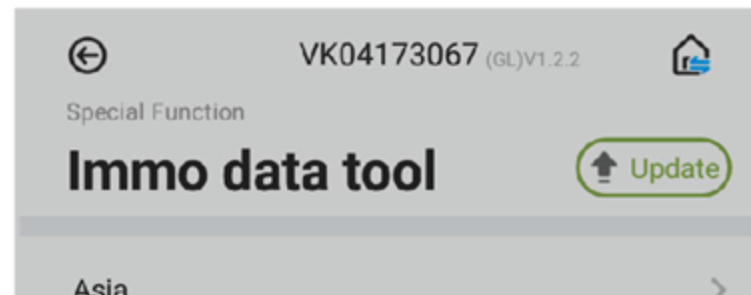 VK04173067 (GL)V1.2.2
Special Function
Immo data tool
Update
Asia